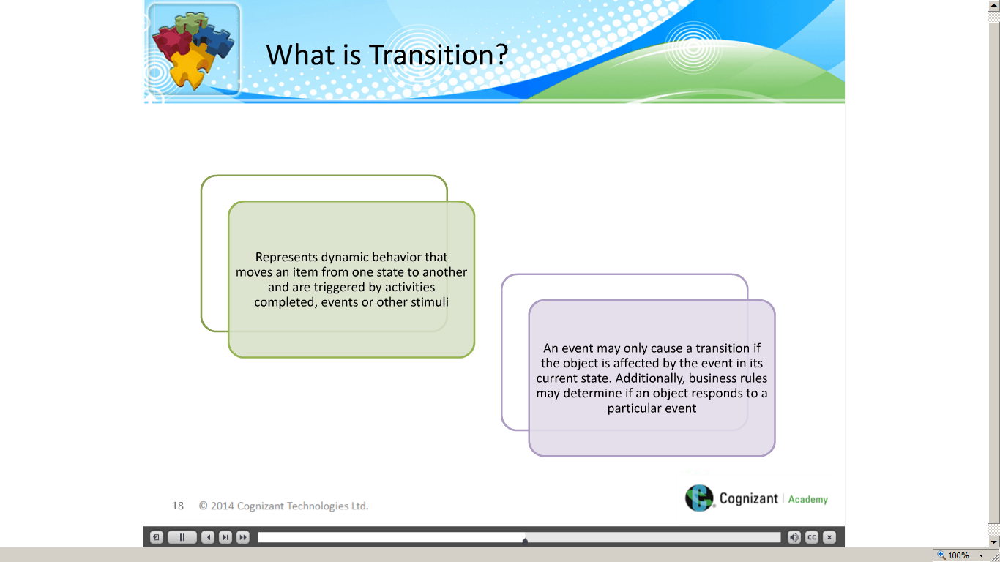 What is Transition?
Represents dynamic behavior that
moves an item from one state to another
and are triggered by activities
completed, events or other stimuli
An event may only cause a transition if
the object is affected by the event in its
current state. Additionally, business rules
may determine if an object responds to a
particular event
18 © 2014 Cognizant Technologies Ltd.
Cognizant | Academy
CC
100%